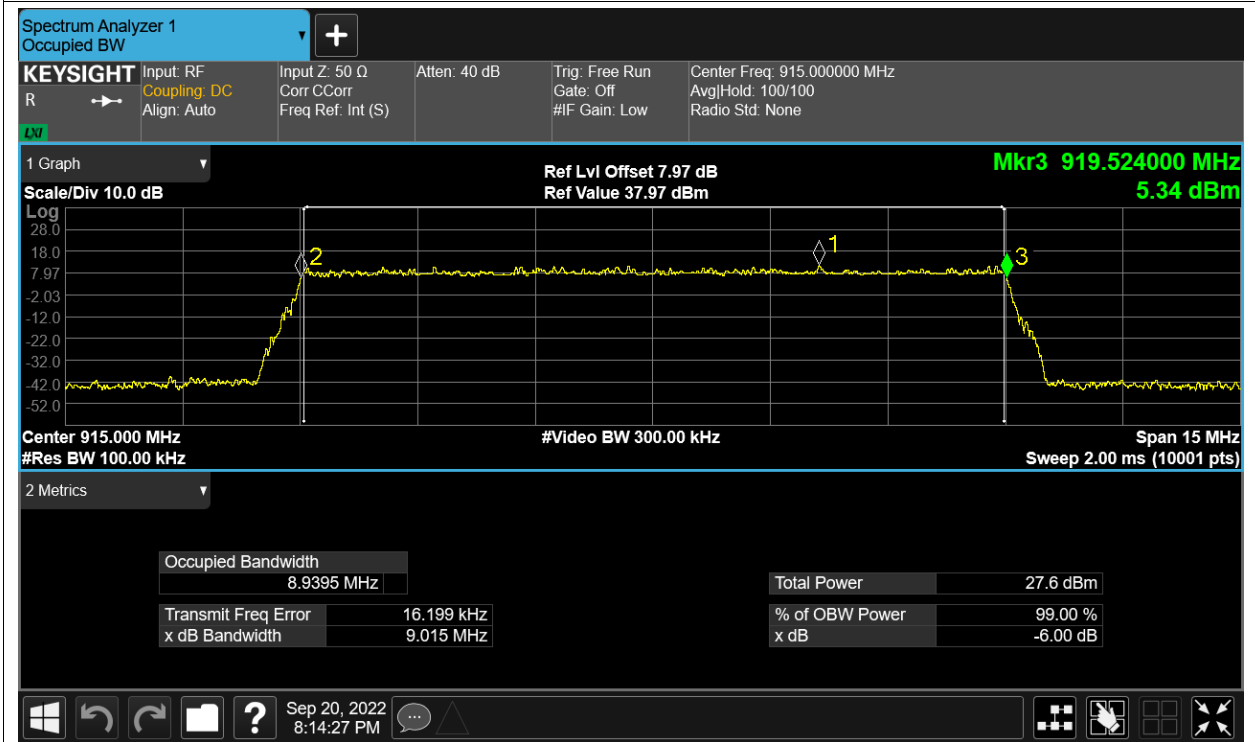 Spectrum Analyzer 1
Occupied BW
KEYSIGHT
R
LXI
Input: RF
Coupling: DC
Align: Auto
Input Z: 50 Ω
Corr CCorr
Freq Ref: Int (S)
Atten: 40 dB
Trig: Free Run
Gate: Off
#IF Gain: Low
Center Freq: 915.000000 MHz
Avg|Hold: 100/100
Radio Std: None
1 Graph
Scale/Div 10.0 dB
Ref Lvl Offset 7.97 dB
Ref Value 37.97 dBm
Mkr3 919.524000 MHz
5.34 dBm
Log
28.0
18.0
7.97
-2.03
-12.0
-22.0
-32.0
-42.0
-52.0
2
1
3
Center 915.000 MHz
#Res BW 100.00 kHz
#Video BW 300.00 kHz
Span 15 MHz
Sweep 2.00 ms (10001 pts)
2 Metrics
Occupied Bandwidth
8.9395 MHz
Transmit Freq Error 16.199 kHz
x dB Bandwidth 9.015 MHz
Total Power 27.6 dBm
% of OBW Power 99.00 %
x dB -6.00 dB
?
Sep 20, 2022
8:14:27 PM